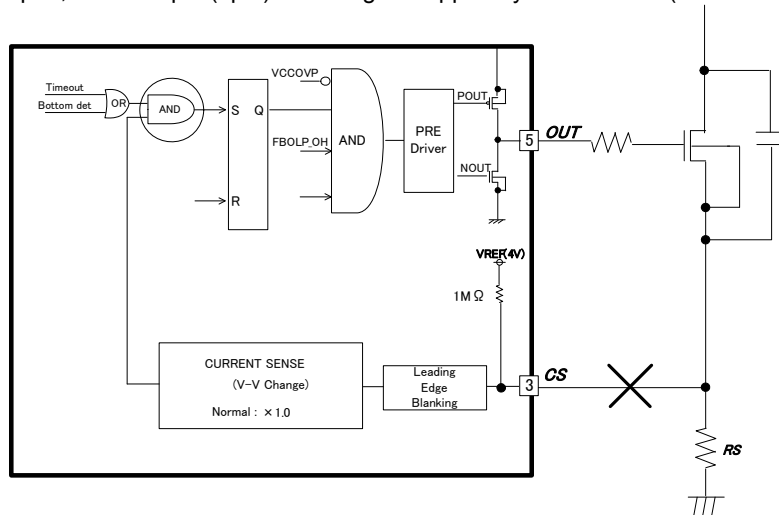 VCCOVP
Timeout
Bottom det
OR
AND
S Q
R
FBOLP_OH
AND
PRE
Driver
POUT
NOUT
5 OUT
VREF(4V)
1MΩ
CURRENT SENSE
(V-V Change)
Normal : ×1.0
Leading
Edge
Blanking
3 CS
RS